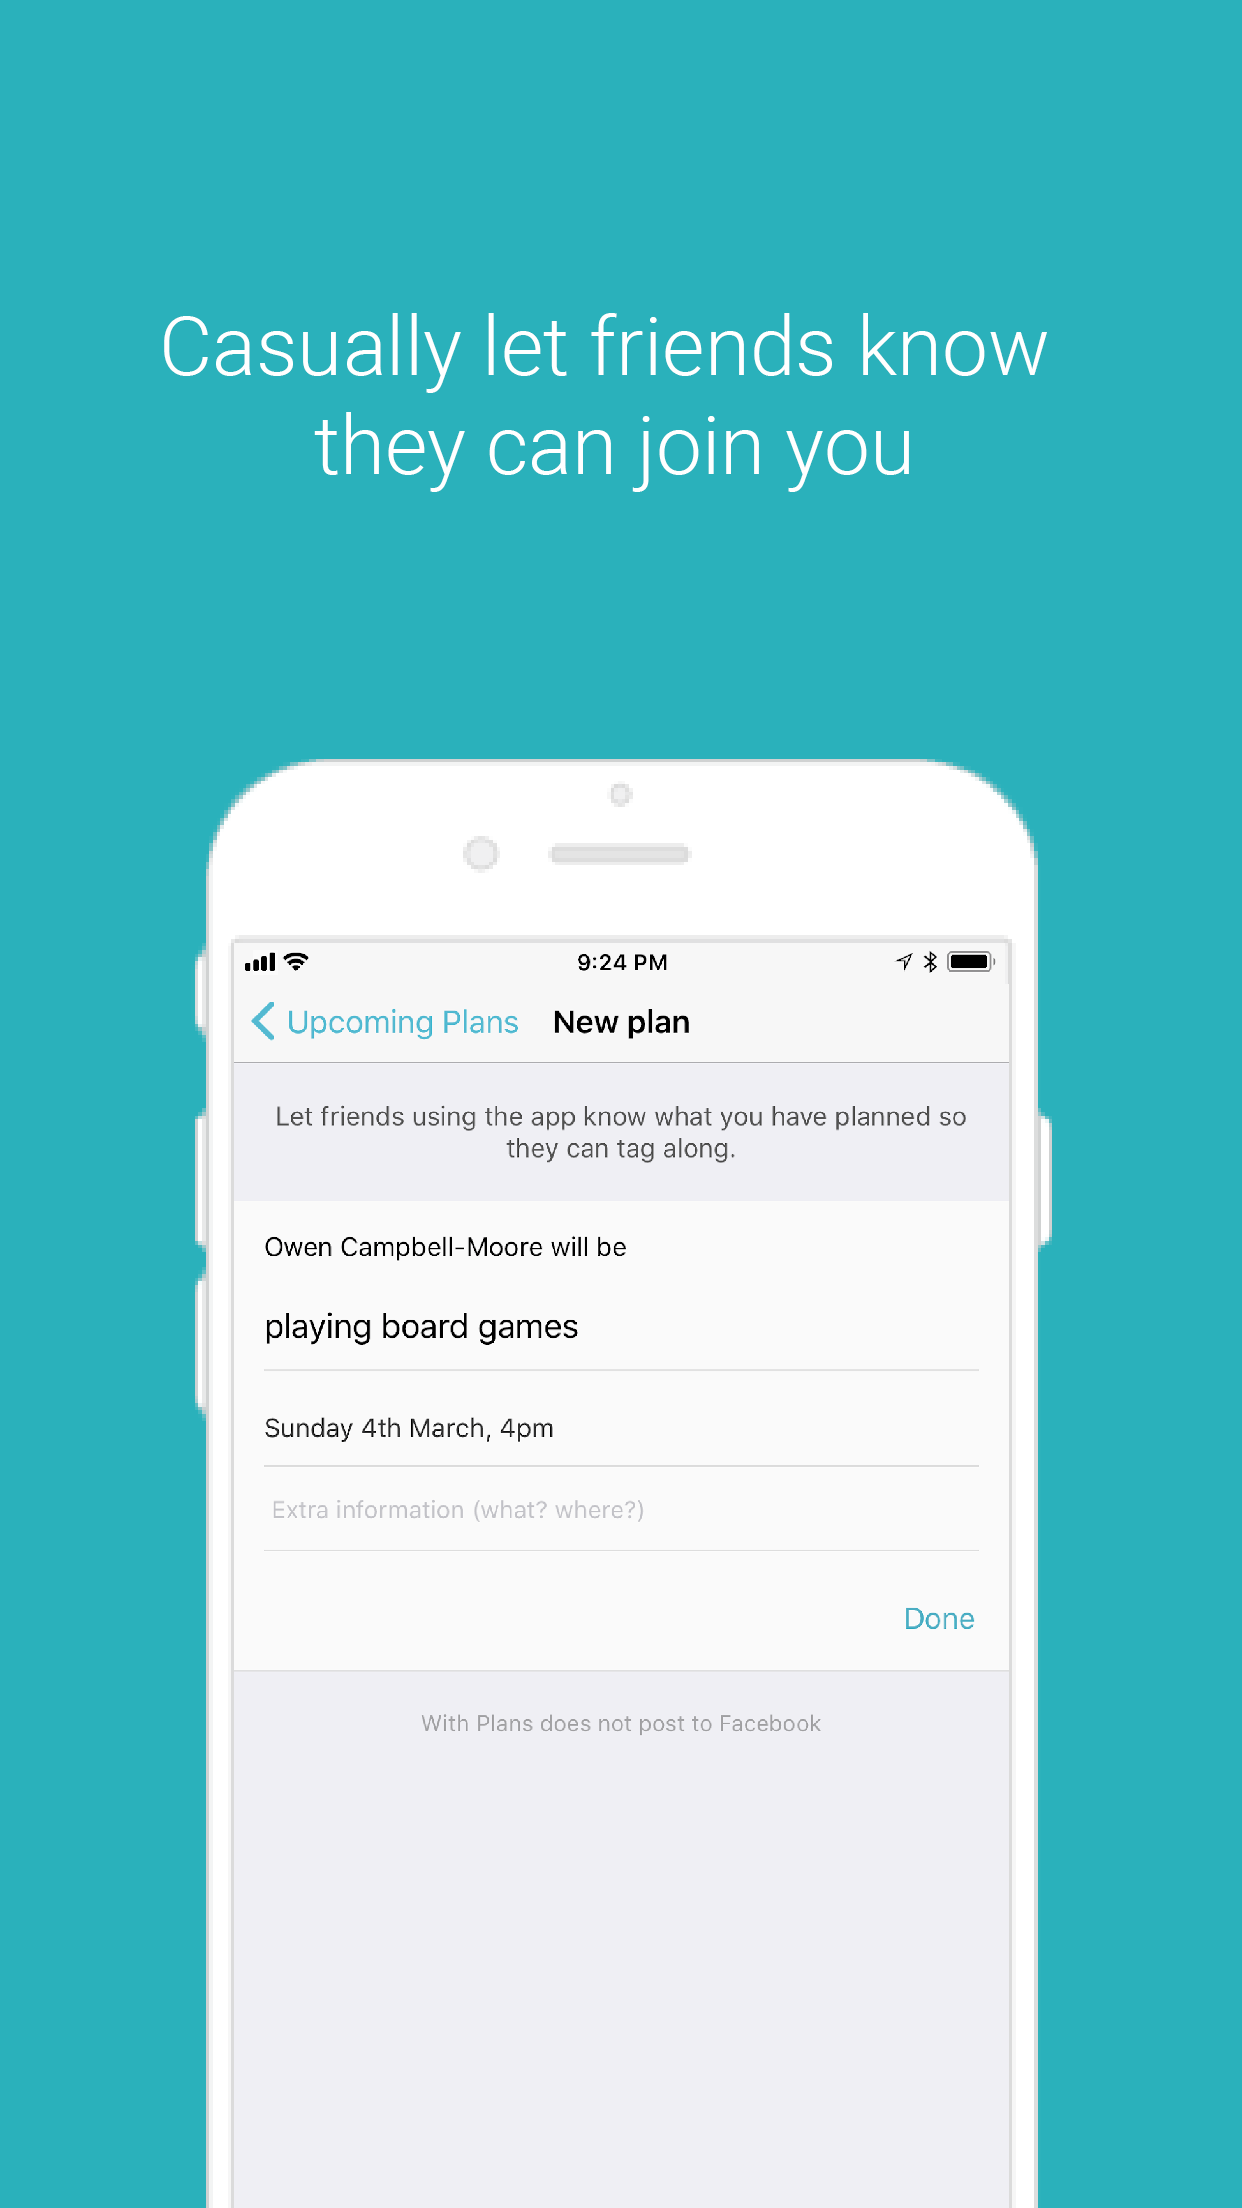 Casually let friends know
they can join you
9:24 PM
Upcoming Plans New plan
Let friends using the app know what you have planned so
they can tag along.
Owen Campbell-Moore will be
playing board games
Sunday 4th March, 4pm
Extra information (what? where?)
Done
With Plans does not post to Facebook